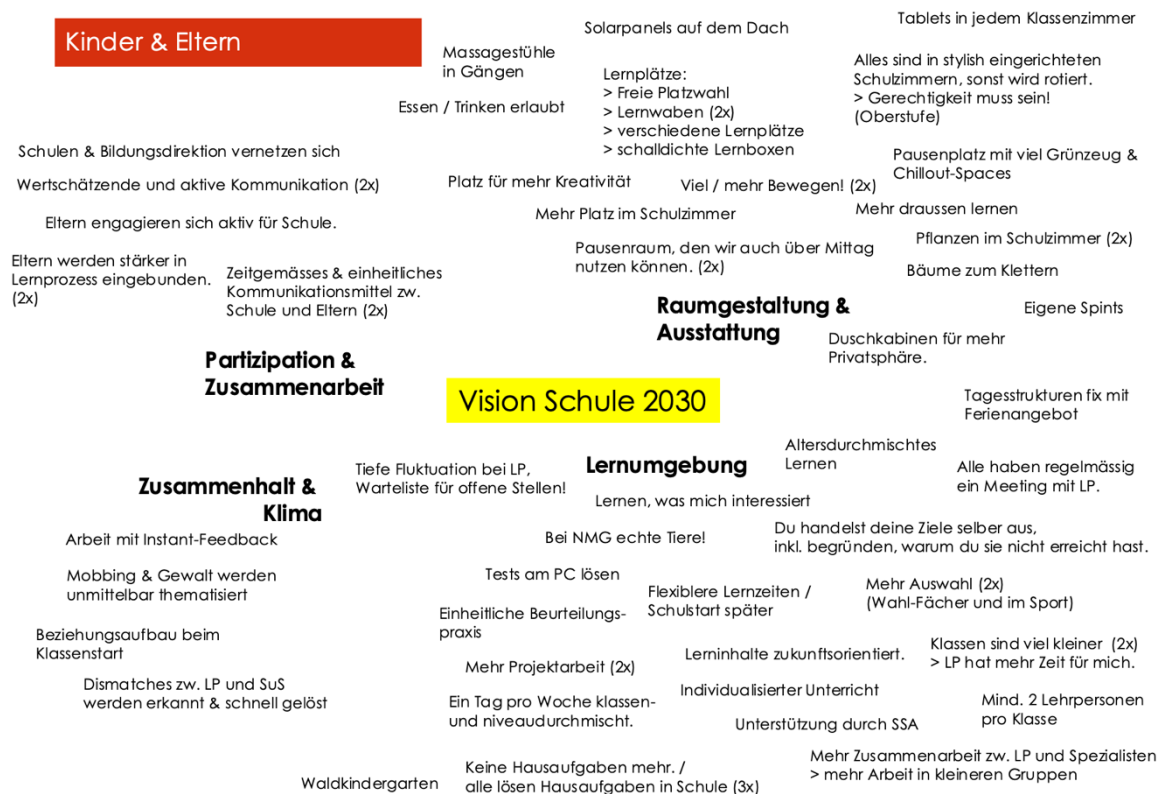 Kinder & Eltern
Solarpanels auf dem Dach
Tablets in jedem Klassenzimmer
Massagestühle
in Gängen
Essen / Trinken erlaubt
Lernplätze:
> Freie Platzwahl
> Lernwaben (2x)
> verschiedene Lernplätze
> schalldichte Lernboxen
Alles sind in stylish eingerichteten
Schulzimmern, sonst wird rotiert.
> Gerechtigkeit muss sein!
(Oberstufe)
Schulen & Bildungsdirektion vernetzen sich
Wertschätzende und aktive Kommunikation (2x)
Eltern engagieren sich aktiv für Schule.
Eltern werden stärker in
Lernprozess eingebunden.
(2x)
Zeitgemässes & einheitliches
Kommunikationsmittel zw.
Schule und Eltern (2x)
Platz für mehr Kreativität
Viel / mehr Bewegen! (2x)
Pausenplatz mit viel Grünzeug &
Chillout-Spaces
Mehr Platz im Schulzimmer
Mehr draussen lernen
Pausenraum, den wir auch über Mittag
nutzen können. (2x)
Pflanzen im Schulzimmer (2x)
Bäume zum Klettern
Raumgestaltung &
Ausstattung
Eigene Spints
Duschkabinen für mehr
Privatsphäre.
Partizipation &
Zusammenarbeit
Vision Schule 2030
Tagesstrukturen fix mit
Ferienangebot
Zusammenhalt &
Klima
Tiefe Fluktuation bei LP,
Warteliste für offene Stellen!
Lernumgebung
Altersdurchmischtes
Lernen
Alle haben regelmässig
ein Meeting mit LP.
Lernen, was mich interessiert
Arbeit mit Instant-Feedback
Bei NMG echte Tiere!
Du handelst deine Ziele selber aus,
inkl. begründen, warum du sie nicht erreicht hast.
Mobbing & Gewalt werden
unmittelbar thematisiert
Tests am PC lösen
Flexiblere Lernzeiten /
Schulstart später
Mehr Auswahl (2x)
(Wahl-Fächer und im Sport)
Einheitliche Beurteilungs-
praxis
Beziehungsaufbau beim
Klassenstart
Lerninhalte zukunftsorientiert.
Klassen sind viel kleiner (2x)
> LP hat mehr Zeit für mich.
Mehr Projektarbeit (2x)
Dismatches zw. LP und SuS
werden erkannt & schnell gelöst
Ein Tag pro Woche klassen-
und niveaudurchmischt.
Individualisierter Unterricht
Mind. 2 Lehrpersonen
pro Klasse
Unterstützung durch SSA
Waldkindergarten
Keine Hausaufgaben mehr. /
alle lösen Hausaufgaben in Schule (3x)
Mehr Zusammenarbeit zw. LP und Spezialisten
> mehr Arbeit in kleineren Gruppen